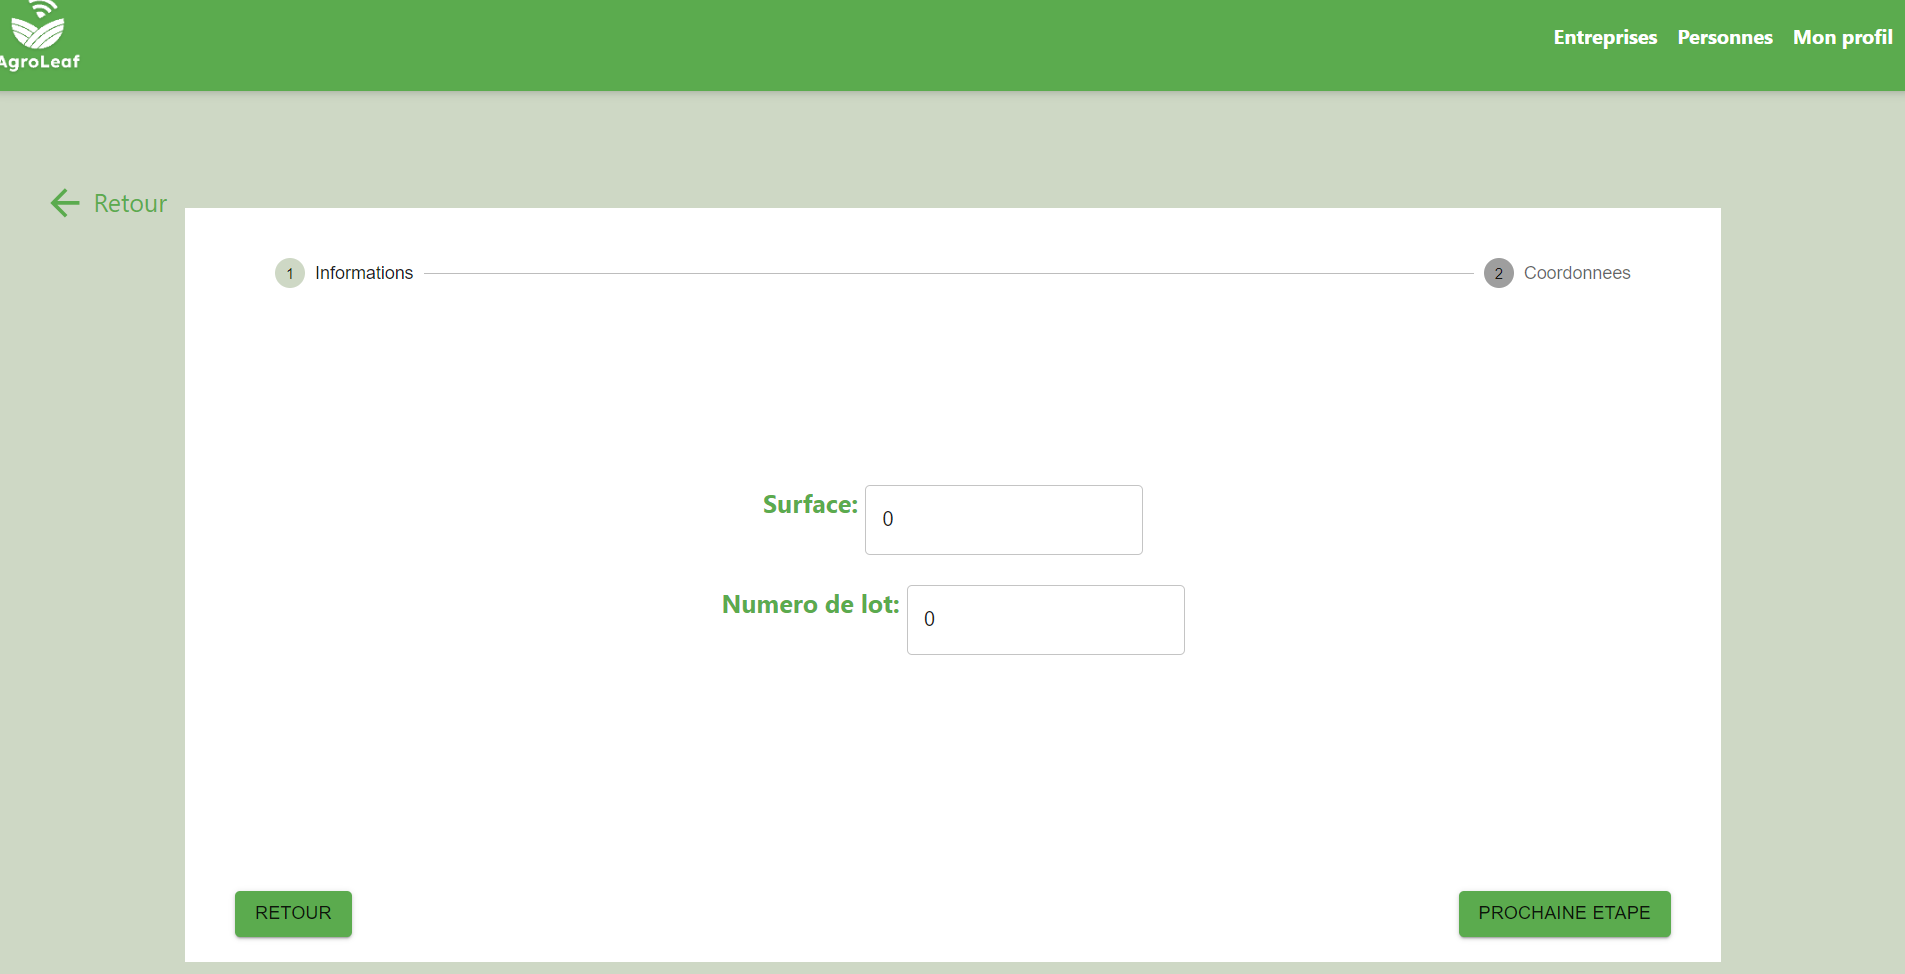 AgroLeaf
Entreprises Personnes Mon profil
Retour
1 Informations 2 Coordonnees
Surface: 0
Numero de lot: 0
RETOUR PROCHAINE ETAPE